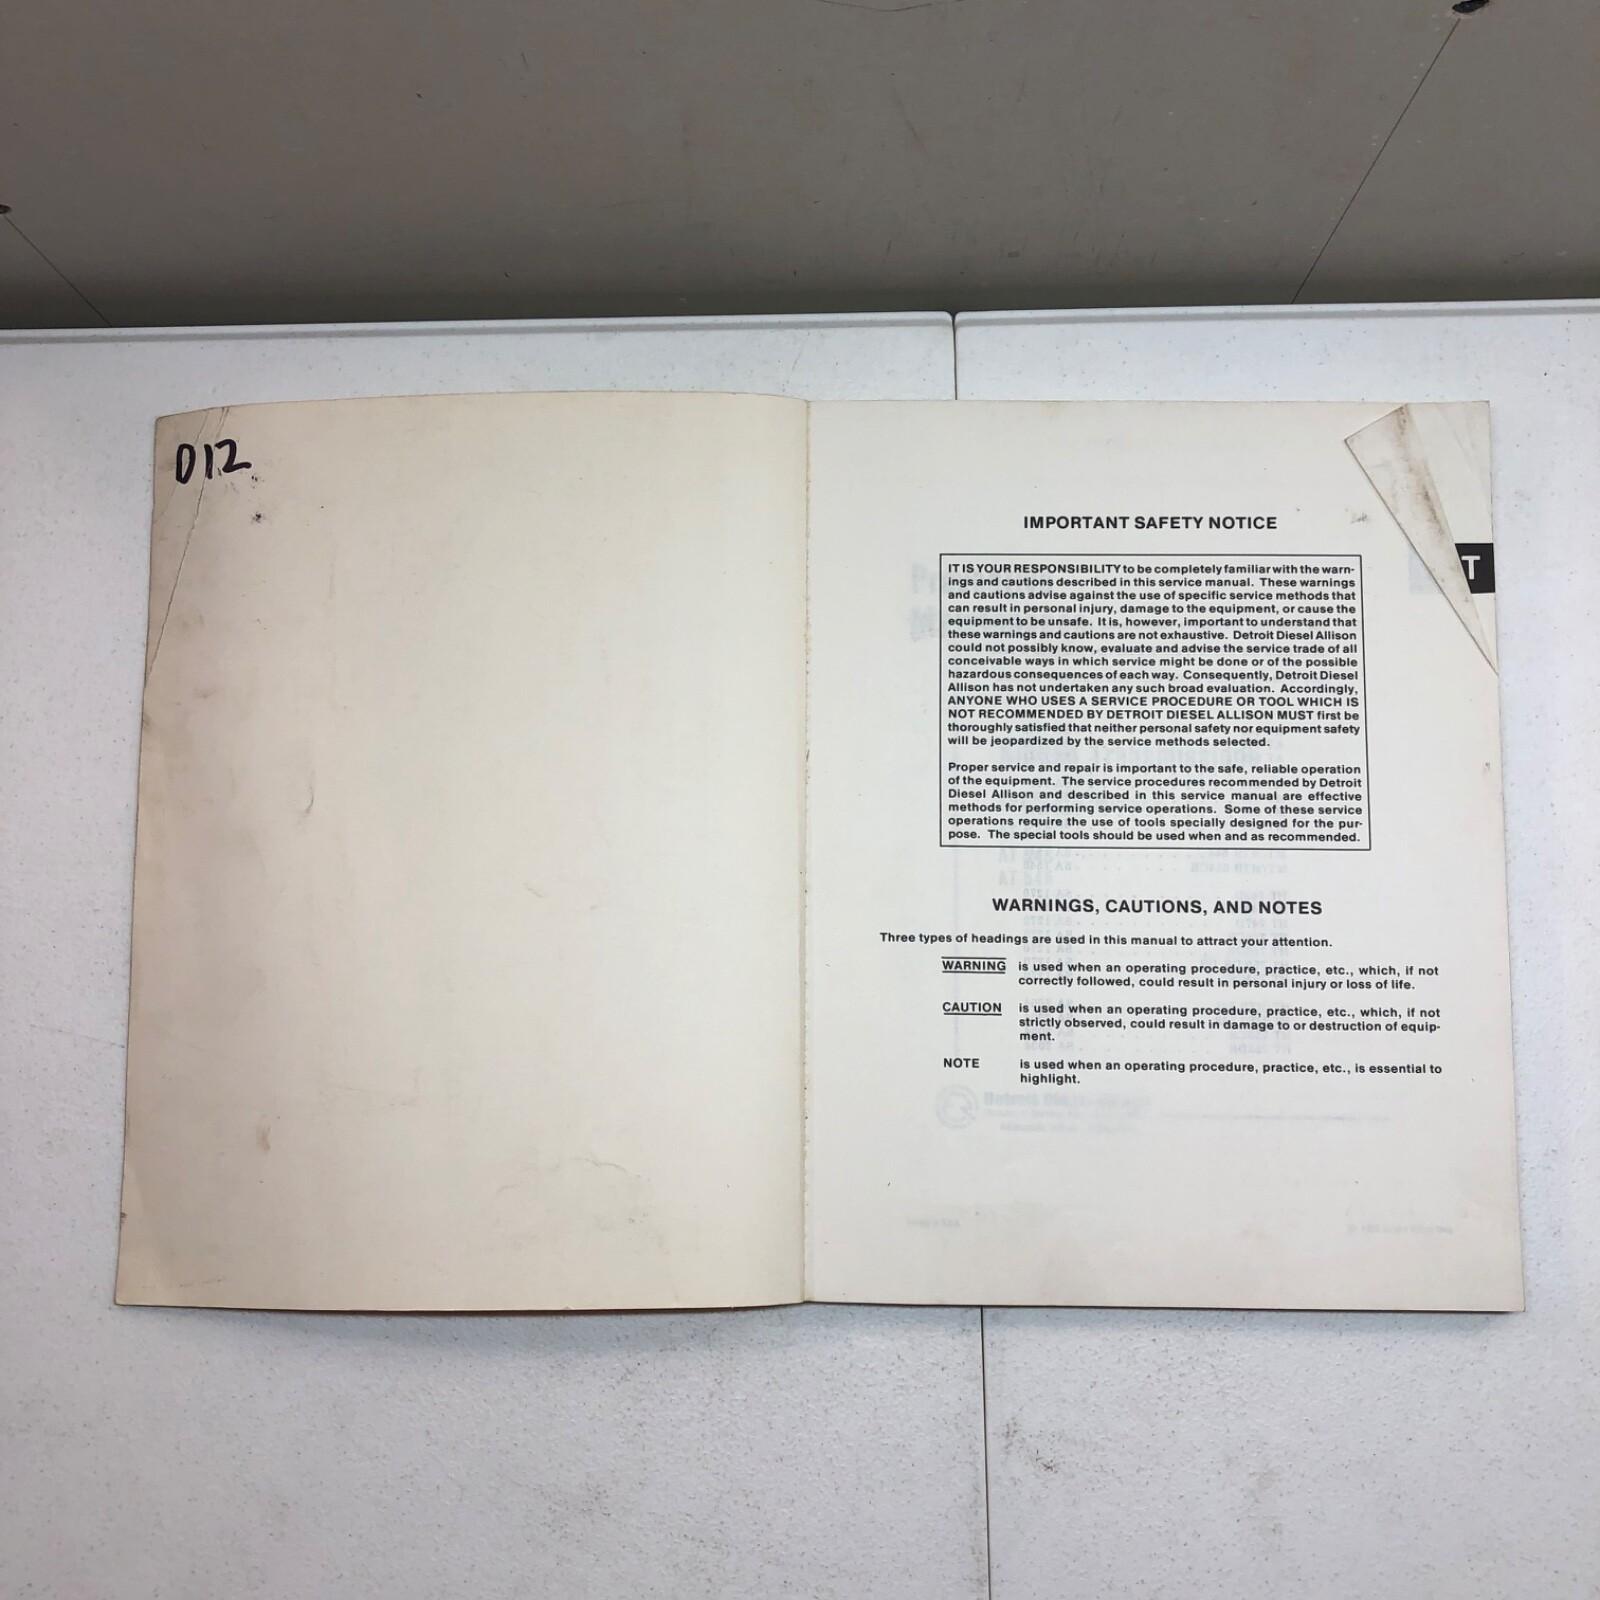 D12
IMPORTANT SAFETY NOTICE
T
IT IS YOUR RESPONSIBILITY to be completely familiar with the warn-
ings and cautions described in this service manual. These warnings
and cautions advise against the use of specific service methods that
can result in personal injury, damage to the equipment, or cause the
equipment to be unsafe. It is, however, important to understand that
these warnings and cautions are not exhaustive. Detroit Diesel Allison
could not possibly know, evaluate and advise the service trade of all
conceivable ways in which service might be done or of the possible
hazardous consequences of each way. Consequently, Detroit Diesel
Allison has not undertaken any such broad evaluation. Accordingly,
ANYONE WHO USES A SERVICE PROCEDURE OR TOOL WHICH IS
NOT RECOMMENDED BY DETROIT DIESEL ALLISON MUST first be
thoroughly satisfied that neither personal safety nor equipment safety
will be jeopardized by the service methods selected.
Proper service and repair is important to the safe, reliable operation
of the equipment. The service procedures recommended by Detroit
Diesel Allison and described in this service manual are effective
methods for performing service operations. Some of these service
operations require the use of tools specially designed for the pur-
pose. The special tools should be used when and as recommended.
WARNINGS, CAUTIONS, AND NOTES
Three types of headings are used in this manual to attract your attention.
WARNING is used when an operating procedure, practice, etc., which, if not
correctly followed, could result in personal injury or loss of life.
CAUTION is used when an operating procedure, practice, etc., which, if not
strictly observed, could result in damage to or destruction of equip-
ment.
NOTE is used when an operating procedure, practice, etc., is essential to
highlight.